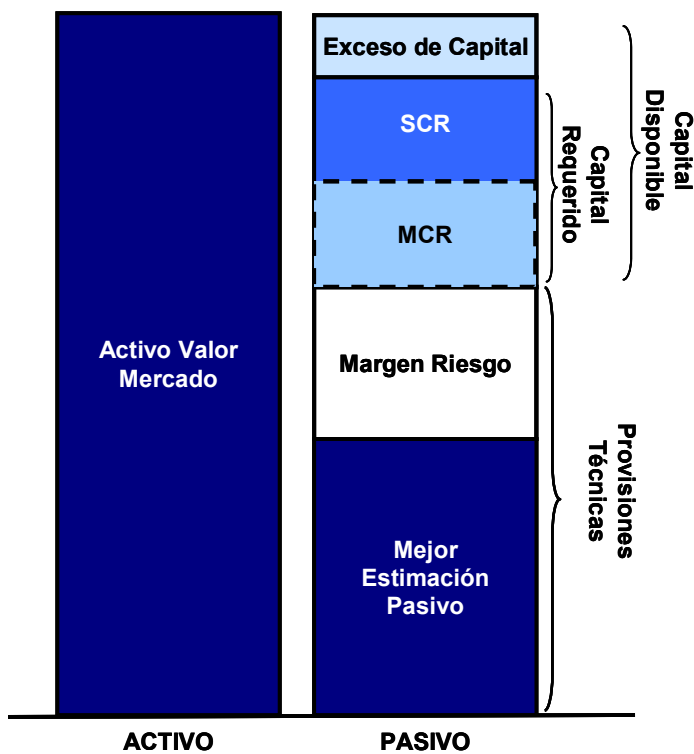 Exceso de Capital
SCR
MCR
Capital
Requerido
Capital
Disponible
Activo Valor
Mercado
Margen Riesgo
Mejor
Estimación
Pasivo
Provisiones
Técnicas
ACTIVO
PASIVO